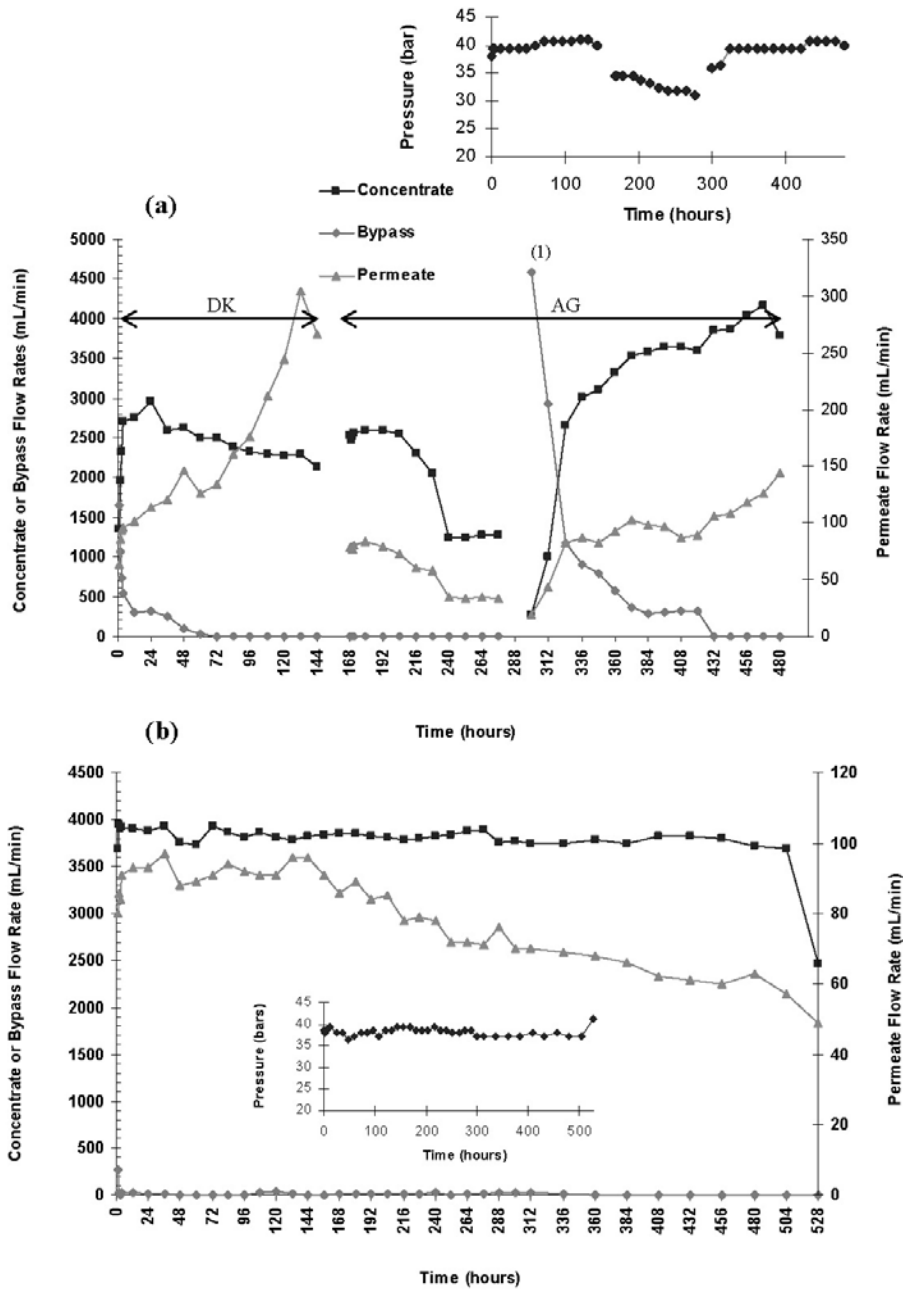 45
40
35
30
25
20
Pressure (bar)
0 100 200 300 400
Time (hours)
Concentrate
Bypass
Permeate
(a)
5000
4500
4000
3500
3000
2500
2000
1500
1000
500
0
Concentrate or Bypass Flow Rates (mL/min)
DK
(1)
AG
350
300
250
200
150
100
50
0
Permeate Flow Rate (mL/min)
0 24 48 72 96 120 144 168 192 216 240 264 288 312 336 360 384 408 432 456 480
Time (hours)
(b)
4500
4000
3500
3000
2500
2000
1500
1000
500
0
Concentrate or Bypass Flow Rate (mL/min)
120
100
80
60
40
20
0
Permeate Flow Rate (mL/min)
45
40
35
30
25
20
Pressure (bars)
0 100 200 300 400 500
Time (hours)
0 24 48 72 96 120 144 168 192 216 240 264 288 312 336 360 384 408 432 456 480 504 528
Time (hours)